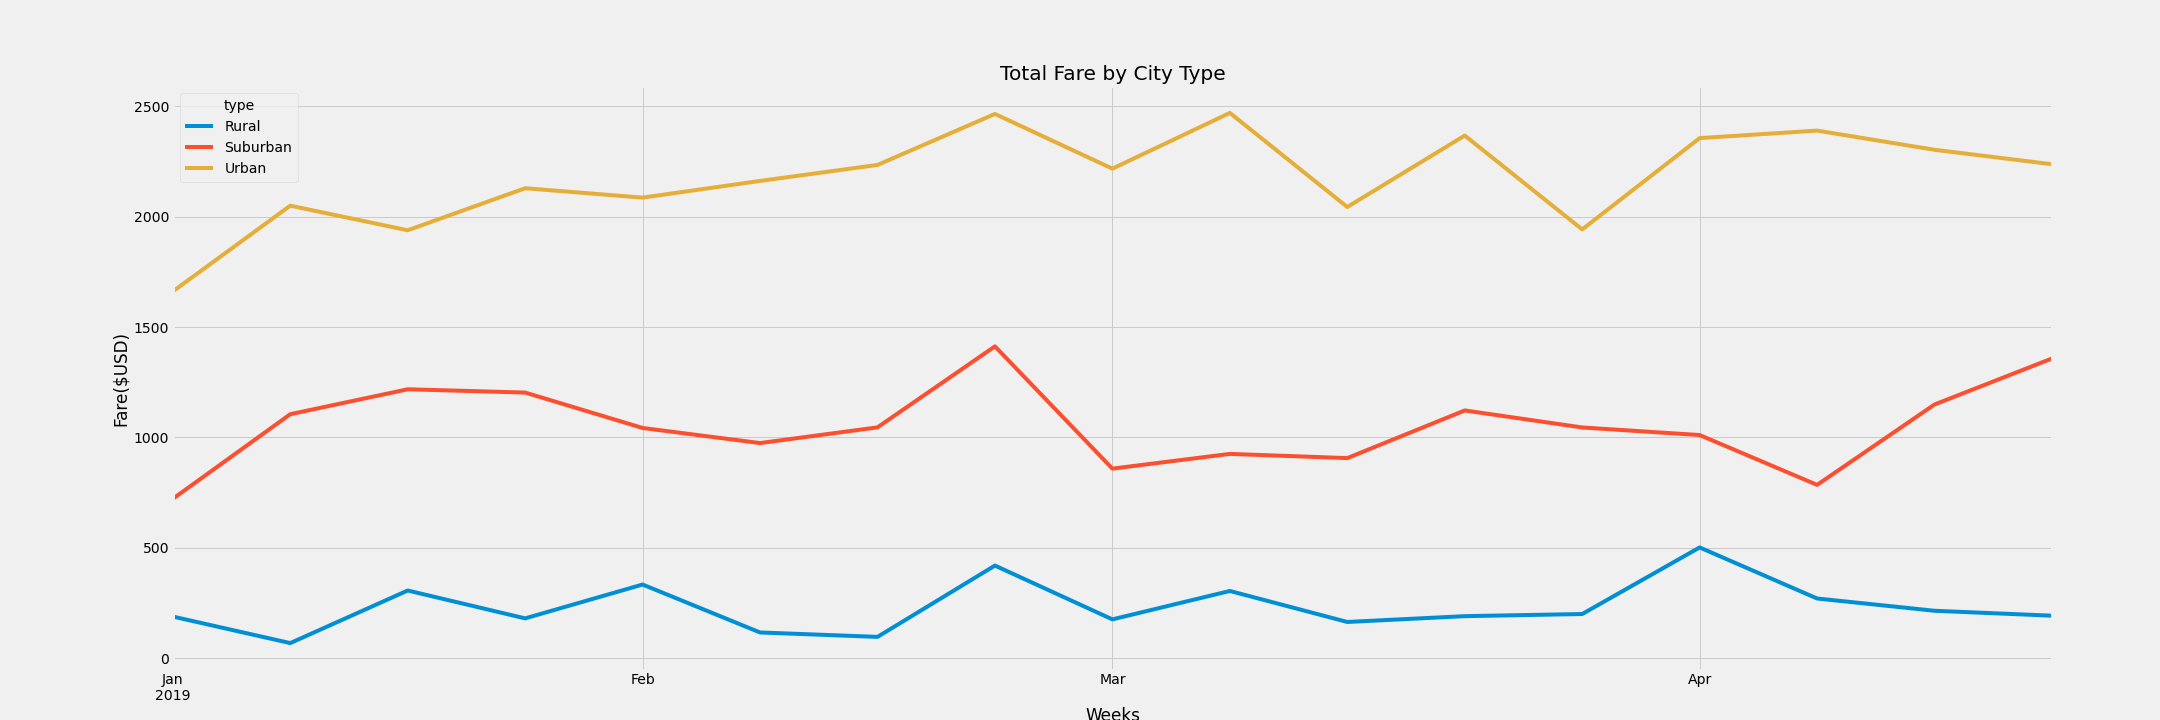 Total Fare by City Type
type
Rural
Suburban
Urban
Fare($USD)
2500
2000
1500
1000
500
0
Jan
2019
Feb
Mar
Apr
Weeks